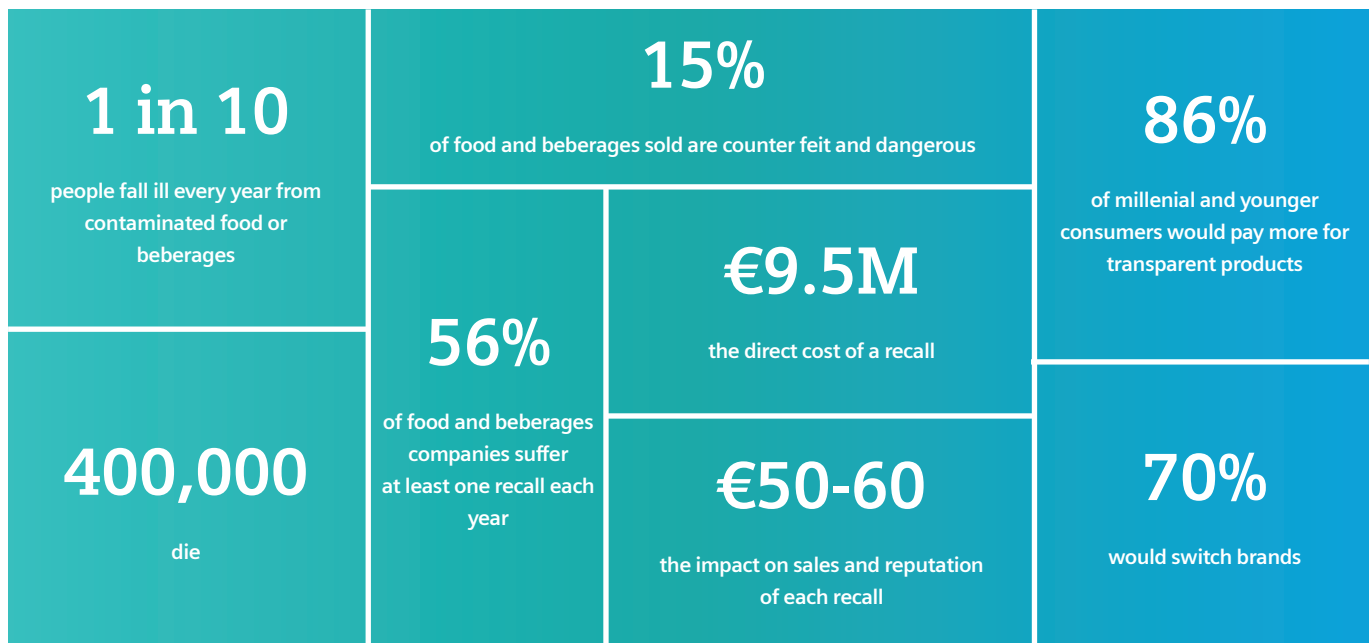 1 in 10
people fall ill every year from
contaminated food or
beberages
400,000
die
15%
of food and beberages sold are counter feit and dangerous
56%
of food and beberages
companies suffer
at least one recall each
year
€9.5M
the direct cost of a recall
€50-60
the impact on sales and reputation
of each recall
86%
of millenial and younger
consumers would pay more for
transparent products
70%
would switch brands